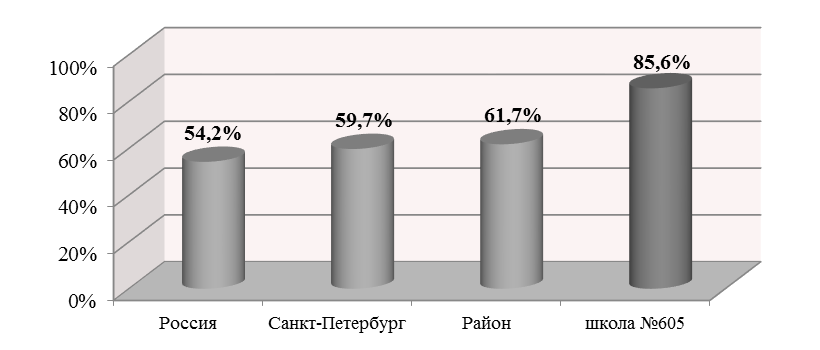 85,6%
100%
80%
60%
40%
20%
0%
54,2%
59,7%
61,7%
Россия
Санкт-Петербург
Район
школа №605